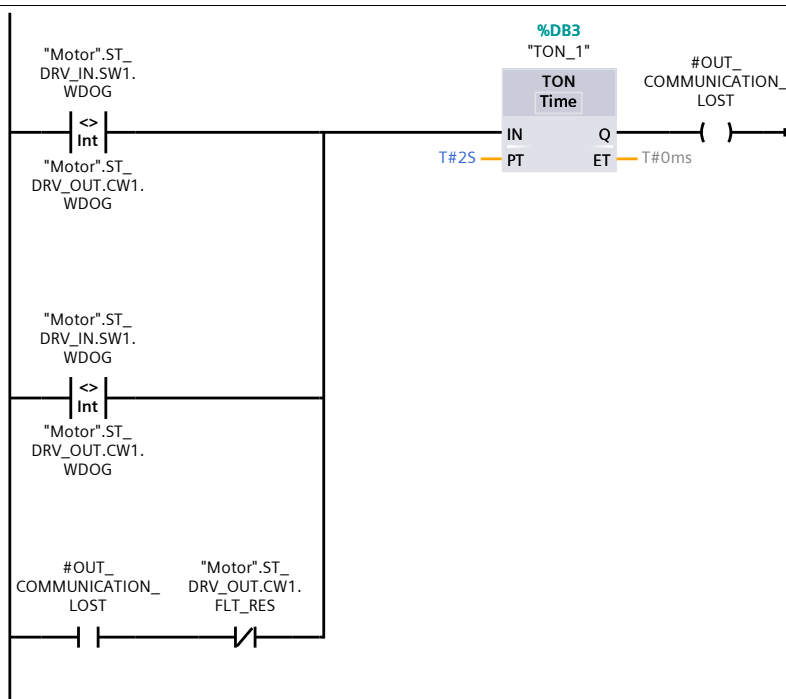 %DB3
"TON_1"
"Motor".ST_
DRV_IN.SW1.
WDOG
TON
Time
#OUT_
COMMUNICATION_
LOST
<>
Int
IN
Q
"Motor".ST_
DRV_OUT.CW1.
WDOG
T#2S
PT
ET
T#0ms
"Motor".ST_
DRV_IN.SW1.
WDOG
<>
Int
"Motor".ST_
DRV_OUT.CW1.
WDOG
#OUT_
COMMUNICATION_
LOST
"Motor".ST_
DRV_OUT.CW1.
FLT_RES